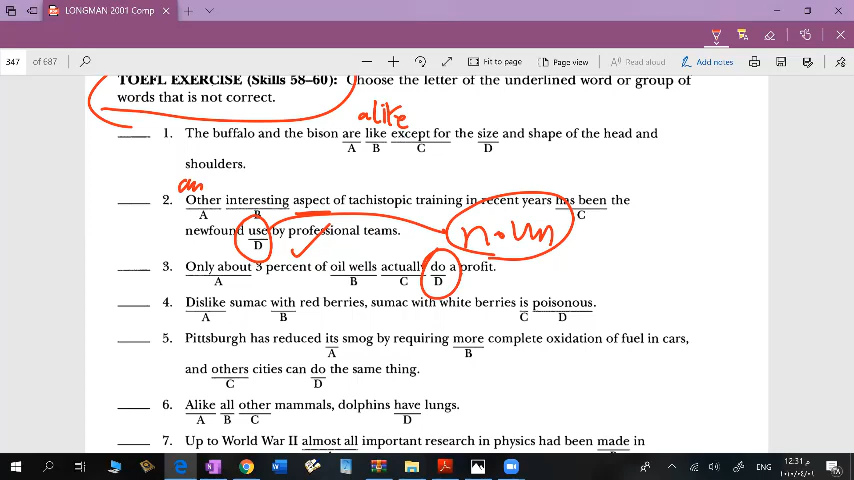 LONGMAN 2001 Comp
347 of 687
Fit to page
Page view
Read aloud
Add notes
TOEFL EXERCISE (Skills 58–60): Choose the letter of the underlined word or group of
words that is not correct.
alike
1. The buffalo and the bison are like except for the size and shape of the head and
A B C D
shoulders.
an
2. Other interesting aspect of tachistopic training in recent years has been the
A B C
newfound use by professional teams.
D
noun
3. Only about 3 percent of oil wells actually do a profit.
A B C D
4. Dislike sumac with red berries, sumac with white berries is poisonous.
A B C D
5. Pittsburgh has reduced its smog by requiring more complete oxidation of fuel in cars,
A B
and others cities can do the same thing.
C D
6. Alike all other mammals, dolphins have lungs.
A B C D
7. Up to World War II almost all important research in physics had been made in
ENG
12:31 م